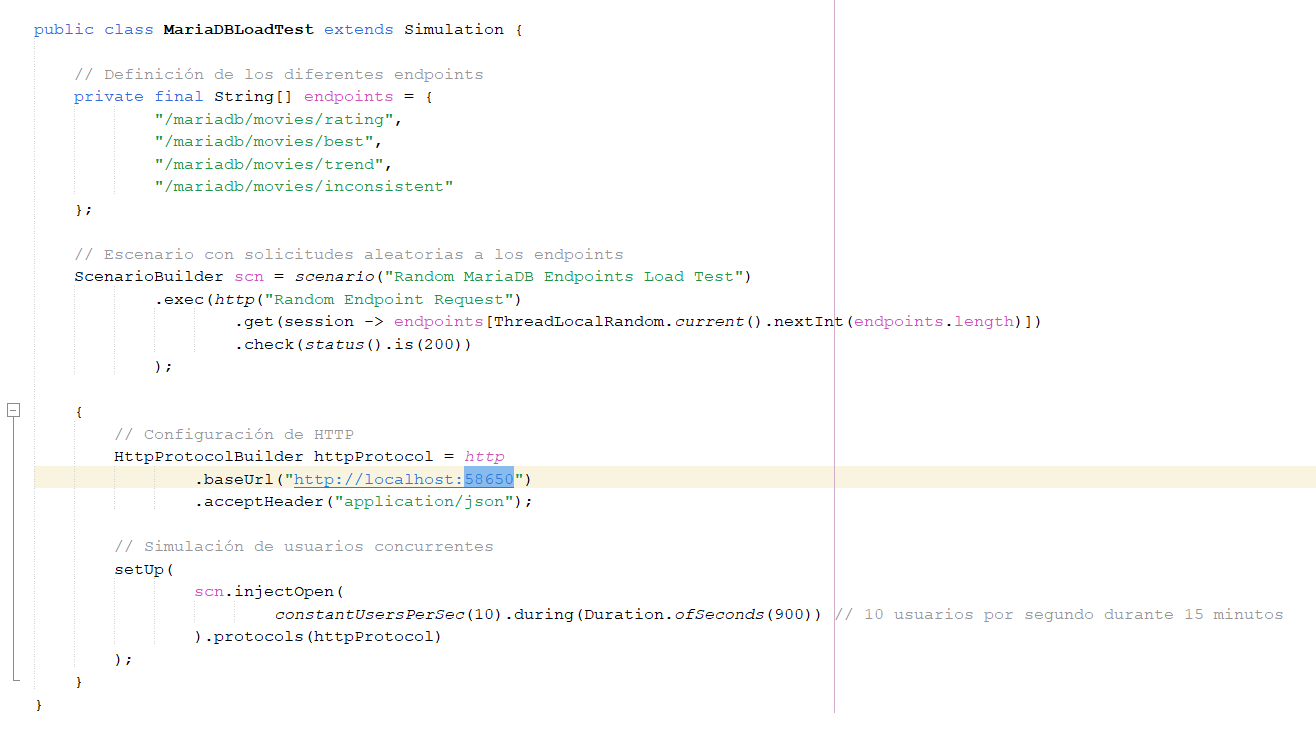 public class MariaDBLoadTest extends Simulation {
// Definición de los diferentes endpoints
private final String[] endpoints = {
"/mariadb/movies/rating",
"/mariadb/movies/best",
"/mariadb/movies/trend",
"/mariadb/movies/inconsistent"
};
// Escenario con solicitudes aleatorias a los endpoints
ScenarioBuilder scn = scenario("Random MariaDB Endpoints Load Test")
.exec(http("Random Endpoint Request")
.get(session -> endpoints[ThreadLocalRandom.current().nextInt(endpoints.length)])
.check(status().is(200))
);
{
// Configuración de HTTP
HttpProtocolBuilder httpProtocol = http
.baseUrl("http://localhost:58650")
.acceptHeader("application/json");
// Simulación de usuarios concurrentes
setUp(
scn.injectOpen(
constantUsersPerSec(10).during(Duration.ofSeconds(900)) // 10 usuarios por segundo durante 15 minutos
).protocols(httpProtocol)
);
}
}